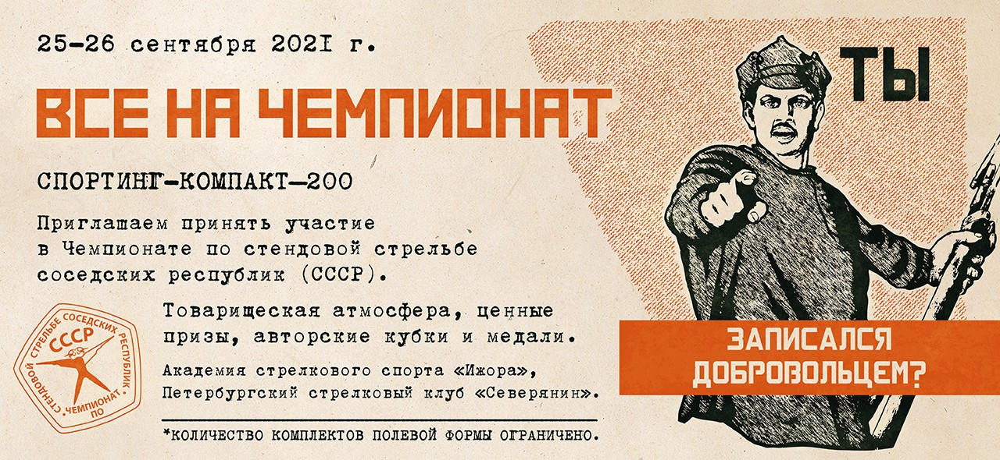 25–26 сентября 2021 г.
ВСЕ НА ЧЕМПИОНАТ
СПОРТИНГ-КОМПАКТ—200
Приглашаем принять участие
в Чемпионате по стендовой стрельбе
соседских республик (СССР).
Товарищеская атмосфера, ценные
призы, авторские кубки и медали.
Академия стрелкового спорта «Ижора»,
Петербургский стрелковый клуб «Северянин».
*КОЛИЧЕСТВО КОМПЛЕКТОВ ПОЛЕВОЙ ФОРМЫ ОГРАНИЧЕНО.
• ЧЕМПИОНАТ •
ПО
СТЕНДОВОЙ СТРЕЛЬБЕ СОСЕДСКИХ РЕСПУБЛИК
СССР
ТЫ
ЗАПИСАЛСЯ
ДОБРОВОЛЬЦЕМ?